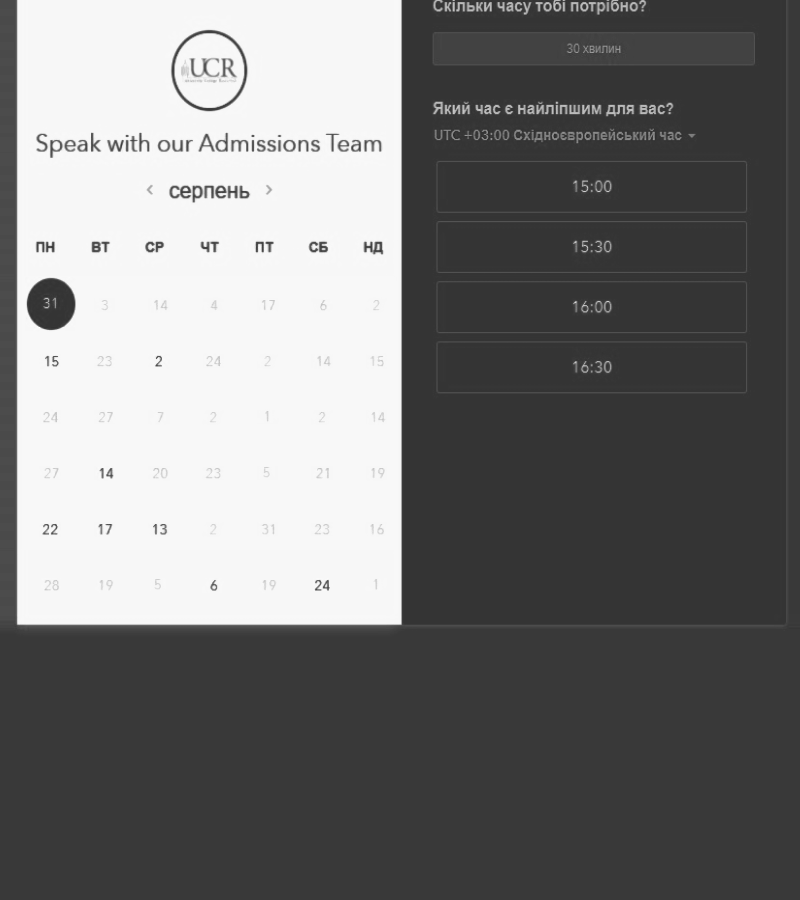 UCR
Speak with our Admissions Team
серпень
ПН ВТ СР ЧТ ПТ СБ НД
31 3 14 4 17 6 2
15 23 2 24 2 14 15
24 27 7 2 1 2 14
27 14 20 23 5 21 19
22 17 13 2 31 23 16
28 19 5 6 19 24 1
Скільки часу тобі потрібно?
30 хвилин
Який час є найліпшим для вас?
UTC +03:00 Східноєвропейський час
15:00
15:30
16:00
16:30